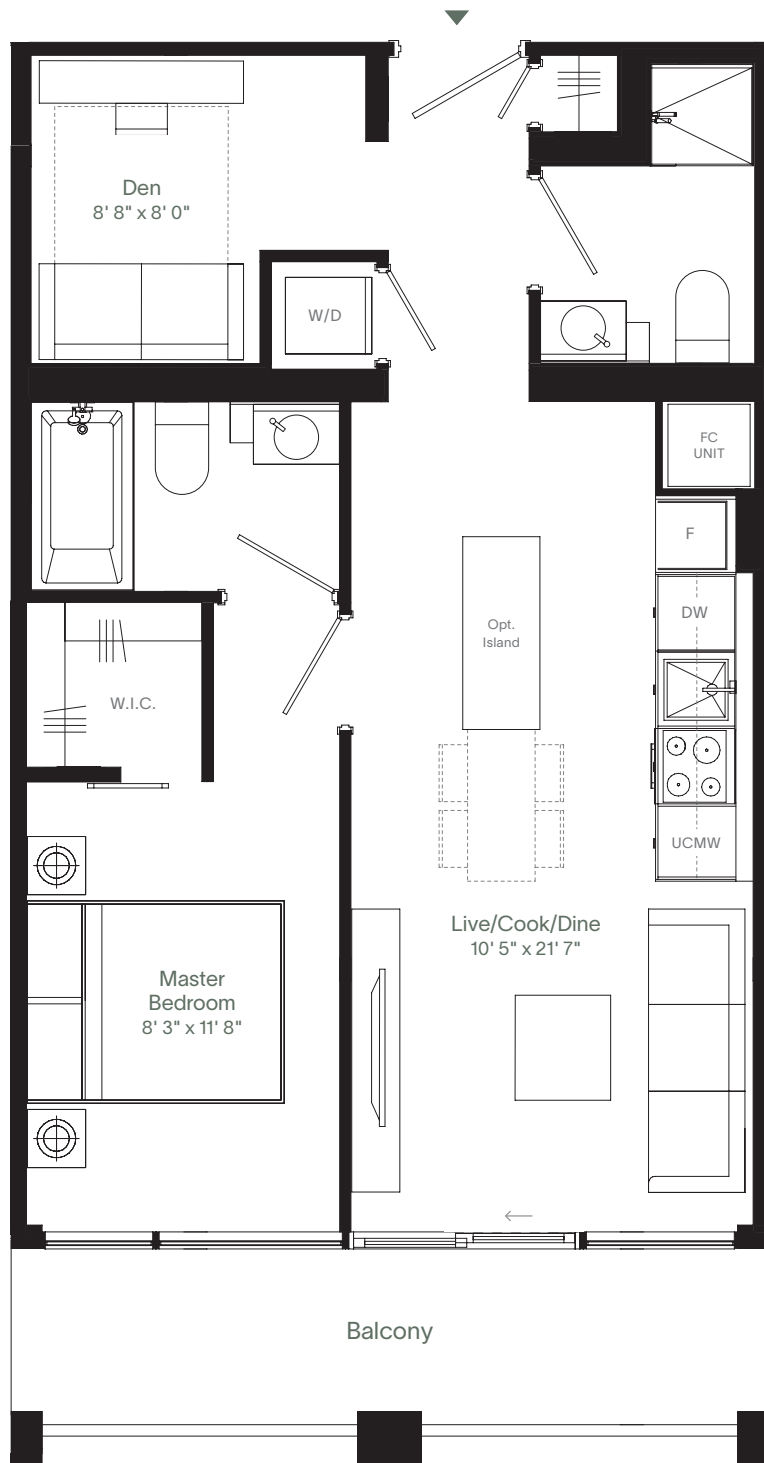 Den
8' 8" x 8' 0"
W/D
FC
UNIT
F
DW
Opt.
Island
W.I.C.
UCMW
Live/Cook/Dine
10' 5" x 21' 7"
Master
Bedroom
8' 3" x 11' 8"
Balcony